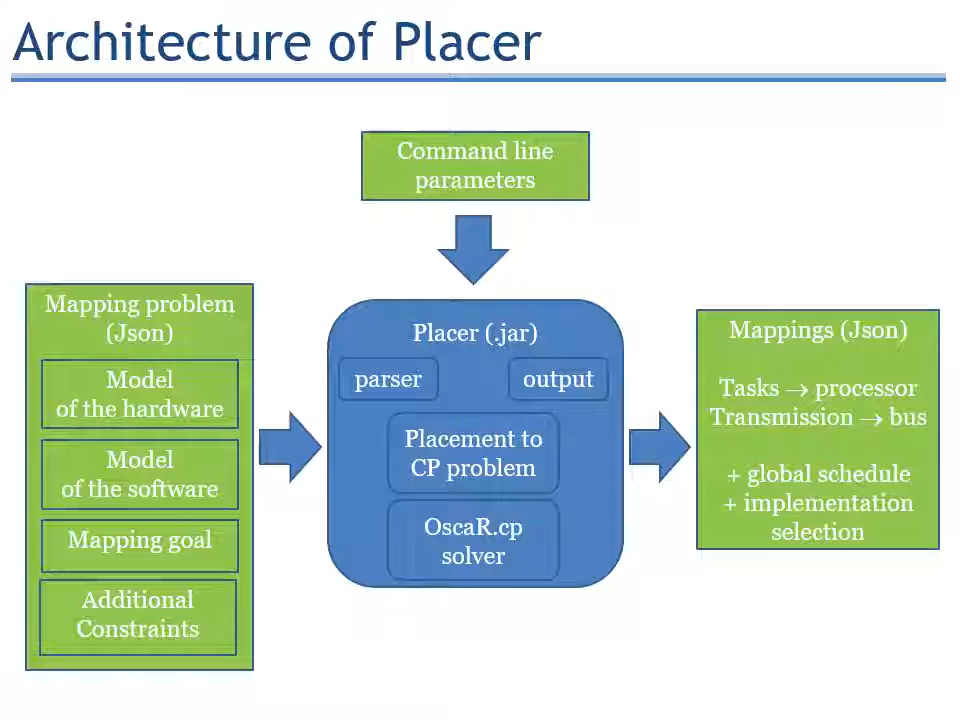 Architecture of Placer
Command line
parameters
Mapping problem
(Json)
Model
of the hardware
Model
of the software
Mapping goal
Additional
Constraints
Placer (.jar)
parser
output
Placement to
CP problem
OscaR.cp
solver
Mappings (Json)
Tasks → processor
Transmission → bus
+ global schedule
+ implementation
selection